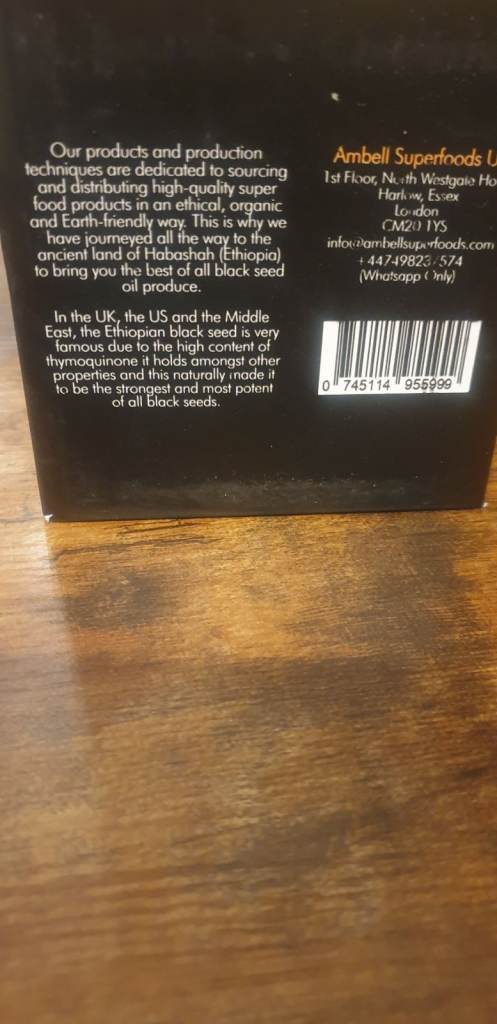 Our products and production
techniques are dedicated to sourcing
and distributing high-quality super
food products in an ethical, organic
and Earth-friendly way. This is why we
have journeyed all the way to the
ancient land of Habashah (Ethiopia)
to bring you the best of all black seed
oil produce.
In the UK, the US and the Middle
East, the Ethiopian black seed is very
famous due to the high content of
thymoquinone it holds amongst other
properties and this naturally made it
to be the strongest and most potent
of all black seeds.
Ambell Superfoods U
1st Floor, North Westgate Ho
Harlow, Essex
London
CM20 1YS
info@ambellsuperfoods.com
(Whatsapp Only)
0 745114 955999